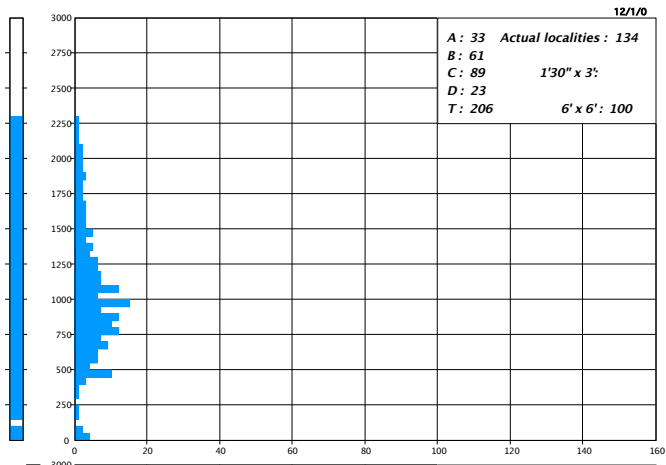 12/1/0
3000
A : 33 Actual localities : 134
2750
B : 61
C : 89 1'30" x 3':
2500
D : 23
T : 206 6' x 6' : 100
2250
2000
1750
1500
1250
1000
750
500
250
0
0 20 40 60 80 100 120 140 160
3000